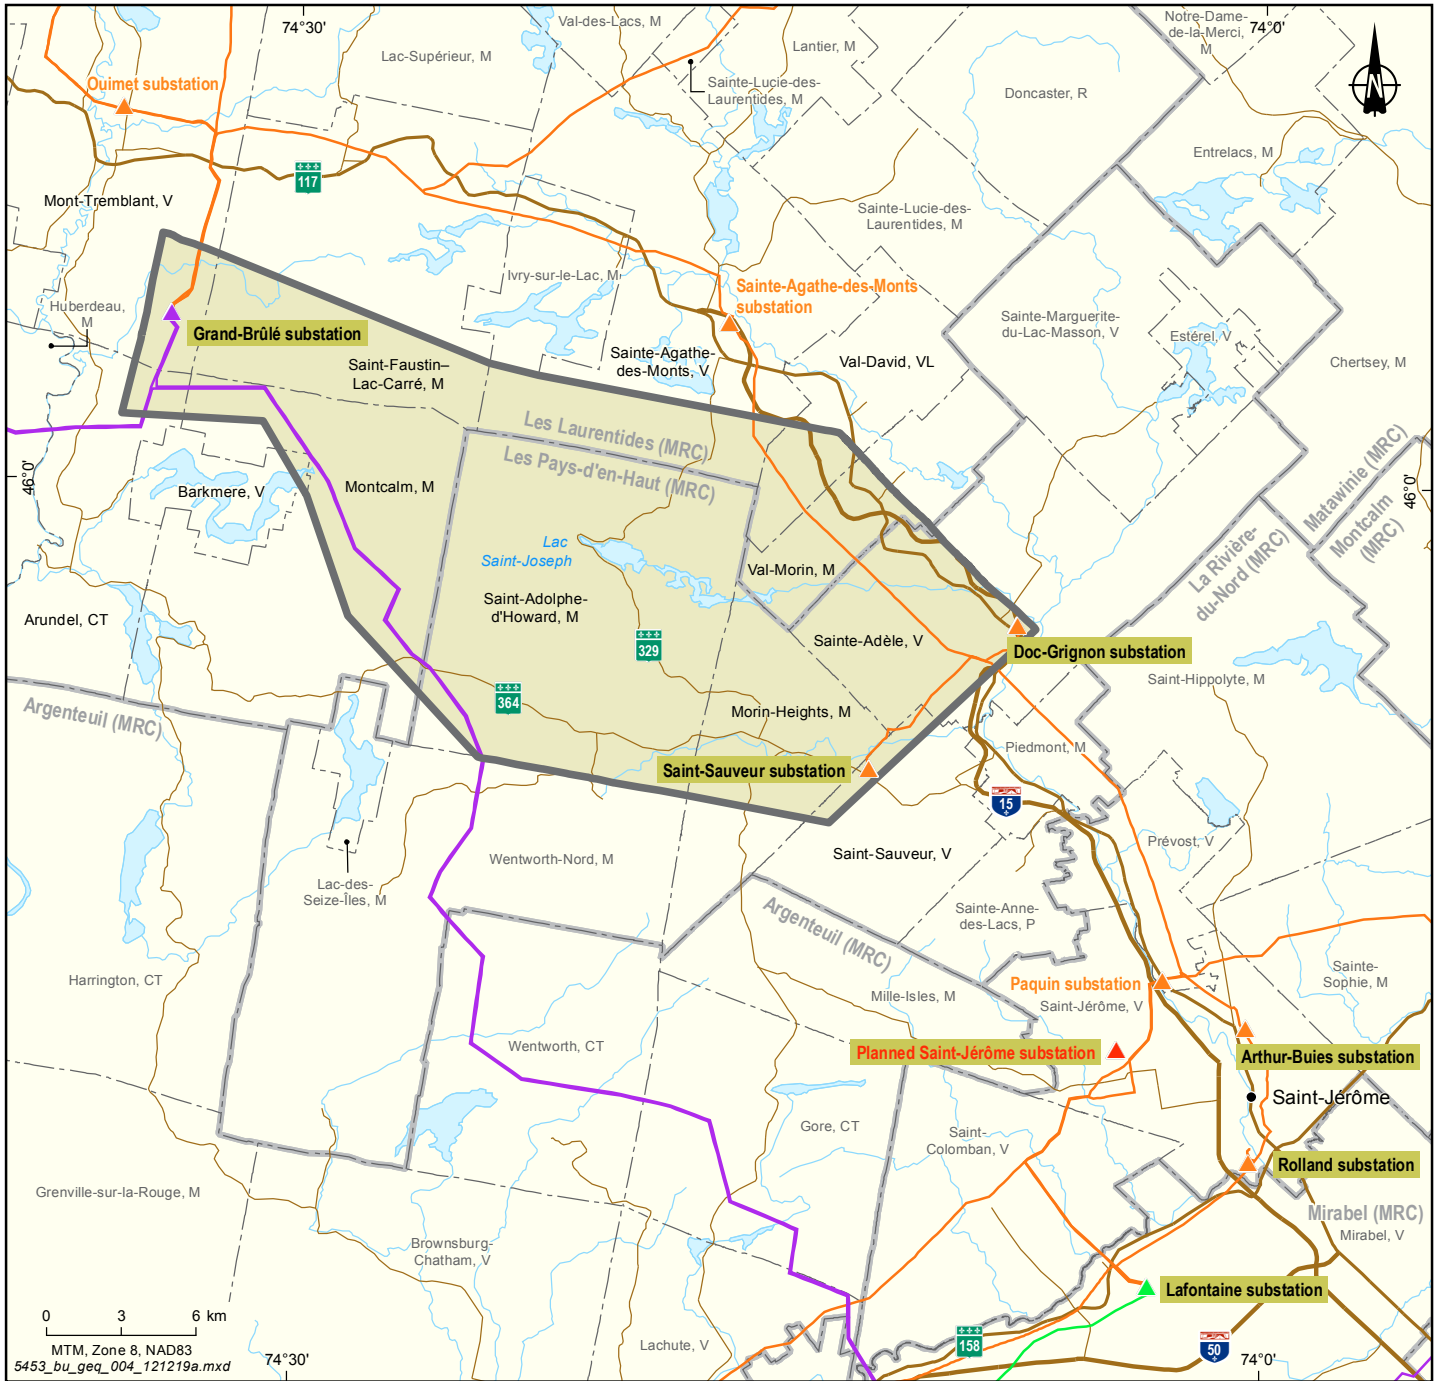 74°30'
74°0'
Val-des-Lacs, M
Notre-Dame-
de-la-Merci,
M
Lac-Supérieur, M
Lantier, M
Ouimet substation
Sainte-Lucie-des-
Laurentides, M
Doncaster, R
N
Entrelacs, M
117
Mont-Tremblant, V
Sainte-Lucie-des-
Laurentides, M
Ivry-sur-le-Lac, M
Sainte-Agathe-des-Monts
substation
Huberdeau,
M
Grand-Brûlé substation
Sainte-Marguerite-
du-Lac-Masson, V
Estérel, V
Chertsey, M
Saint-Faustin–
Lac-Carré, M
Sainte-Agathe-
des-Monts, V
Val-David, VL
Les Laurentides (MRC)
Les Pays-d'en-Haut (MRC)
46°0'
46°0'
Matawinie (MRC)
Montcalm
(MRC)
Barkmere, V
Montcalm, M
Lac
Saint-Joseph
Val-Morin, M
La Rivière-
du-Nord (MRC)
Saint-Adolphe-
d'Howard, M
Arundel, CT
329
Sainte-Adèle, V
Doc-Grignon substation
Saint-Hippolyte, M
Argenteuil (MRC)
364
Morin-Heights, M
Piedmont, M
Saint-Sauveur substation
15
Prévost, V
Wentworth-Nord, M
Saint-Sauveur, V
Lac-des-
Seize-Îles, M
Argenteuil (MRC)
Sainte-Anne-
des-Lacs, P
Harrington, CT
Mille-Isles, M
Paquin substation
Saint-Jérôme, V
Sainte-
Sophie, M
Wentworth, CT
Planned Saint-Jérôme substation
Arthur-Buies substation
Saint-Jérôme
Gore, CT
Saint-
Colomban, V
Rolland substation
Grenville-sur-la-Rouge, M
Mirabel (MRC)
Mirabel, V
Brownsburg-
Chatham, V
Lafontaine substation
0 3 6 km
Lachute, V
158
50
MTM, Zone 8, NAD83
5453_bu_geq_004_121219a.mxd
74°30'
74°0'